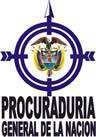 PROCURADURIA
GENERAL DE LA NACION